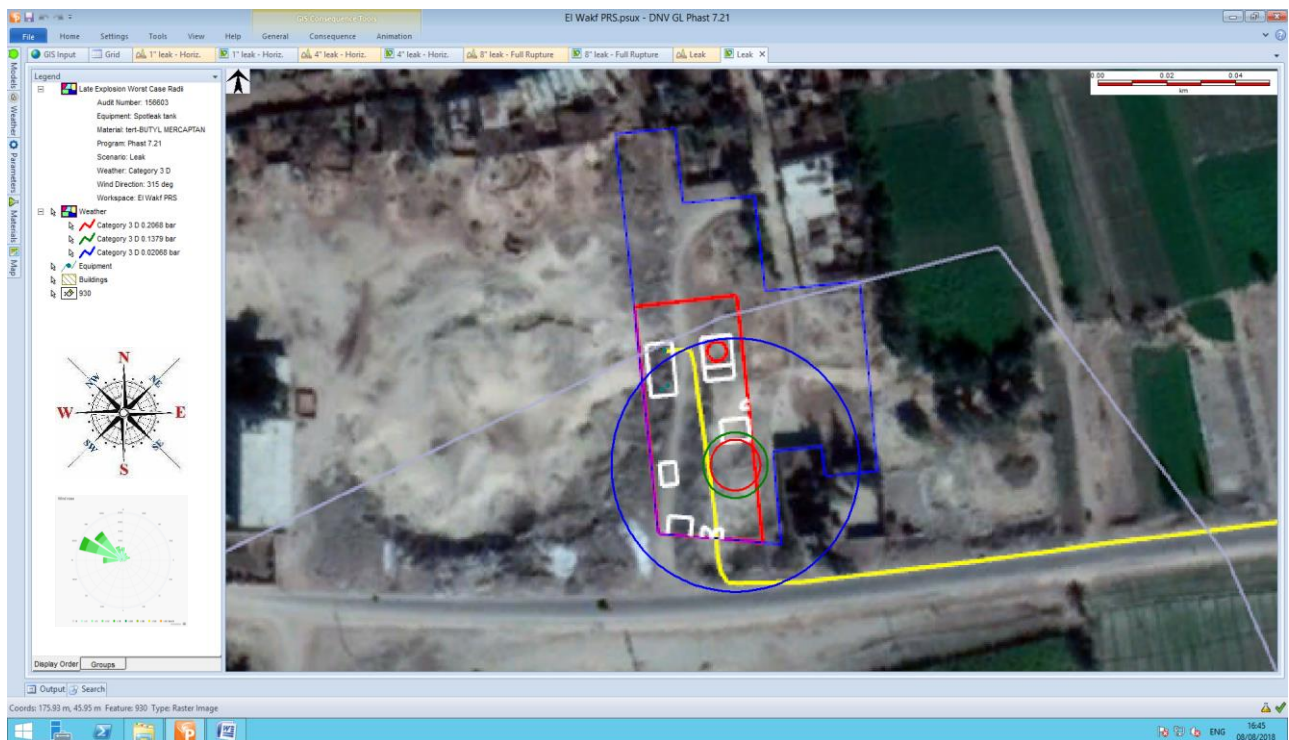 El Wakf PRS.psux - DNV GL Phast 7.21
GIS Consequence Tools
File Home Settings Tools View Help General Consequence Animation
GIS Input Grid 1" leak - Horiz. 1" leak - Horiz. 4" leak - Horiz. 4" leak - Horiz. 8" leak - Full Rupture 8" leak - Full Rupture Leak Leak
Models
Weather
Parameters
Materials
Map
Legend
Late Explosion Worst Case Radii
Audit Number: 156603
Equipment: Spotleak tank
Material: tert-BUTYL MERCAPTAN
Program: Phast 7.21
Scenario: Leak
Weather: Category 3 D
Wind Direction: 315 deg
Workspace: El Wakf PRS
Weather
Category 3 D 0.2068 bar
Category 3 D 0.1379 bar
Category 3 D 0.02068 bar
Equipment
Buildings
930
N
NW NE
W E
SW SE
S
0.00 0.02 0.04
km
Display Order Groups
Output Search
Coords: 175.93 m, 45.95 m Feature: 930 Type: Raster Image
ENG
16:45
08/08/2018